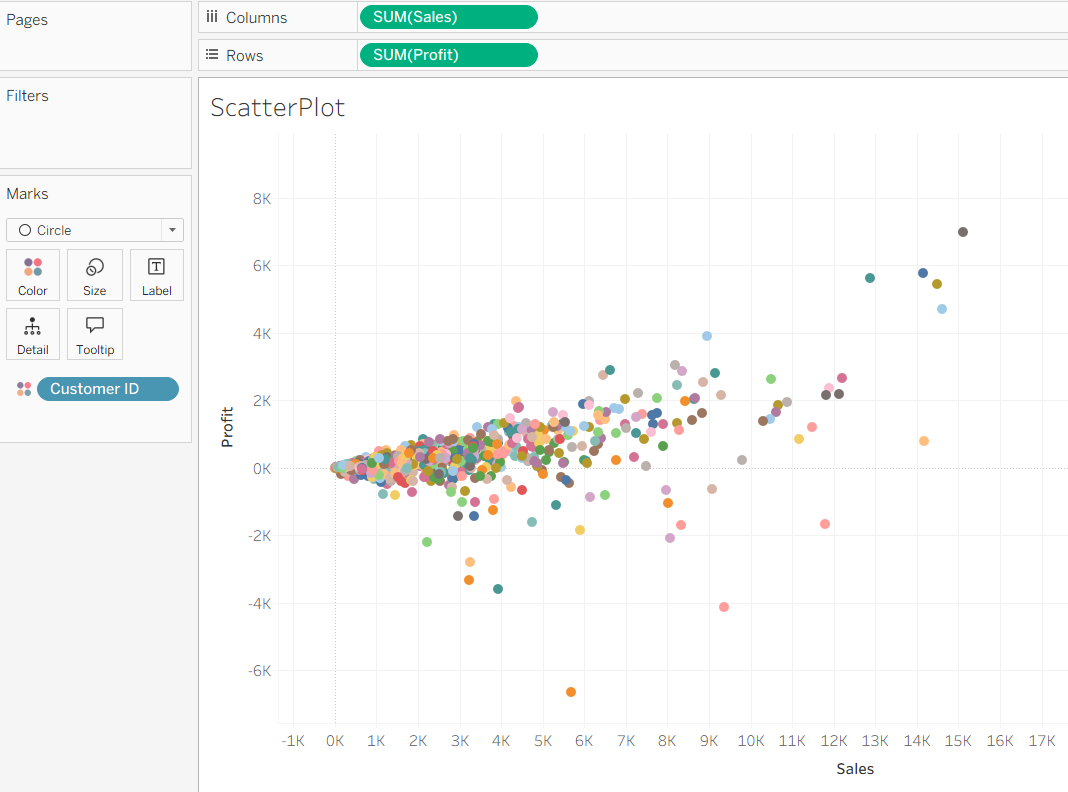 Pages
Columns
SUM(Sales)
Rows
SUM(Profit)
Filters
ScatterPlot
Marks
Circle
Color
Size
T
Label
Detail
Tooltip
Customer ID
8K
6K
4K
2K
0K
-2K
-4K
-6K
Profit
-1K 0K 1K 2K 3K 4K 5K 6K 7K 8K 9K 10K 11K 12K 13K 14K 15K 16K 17K
Sales